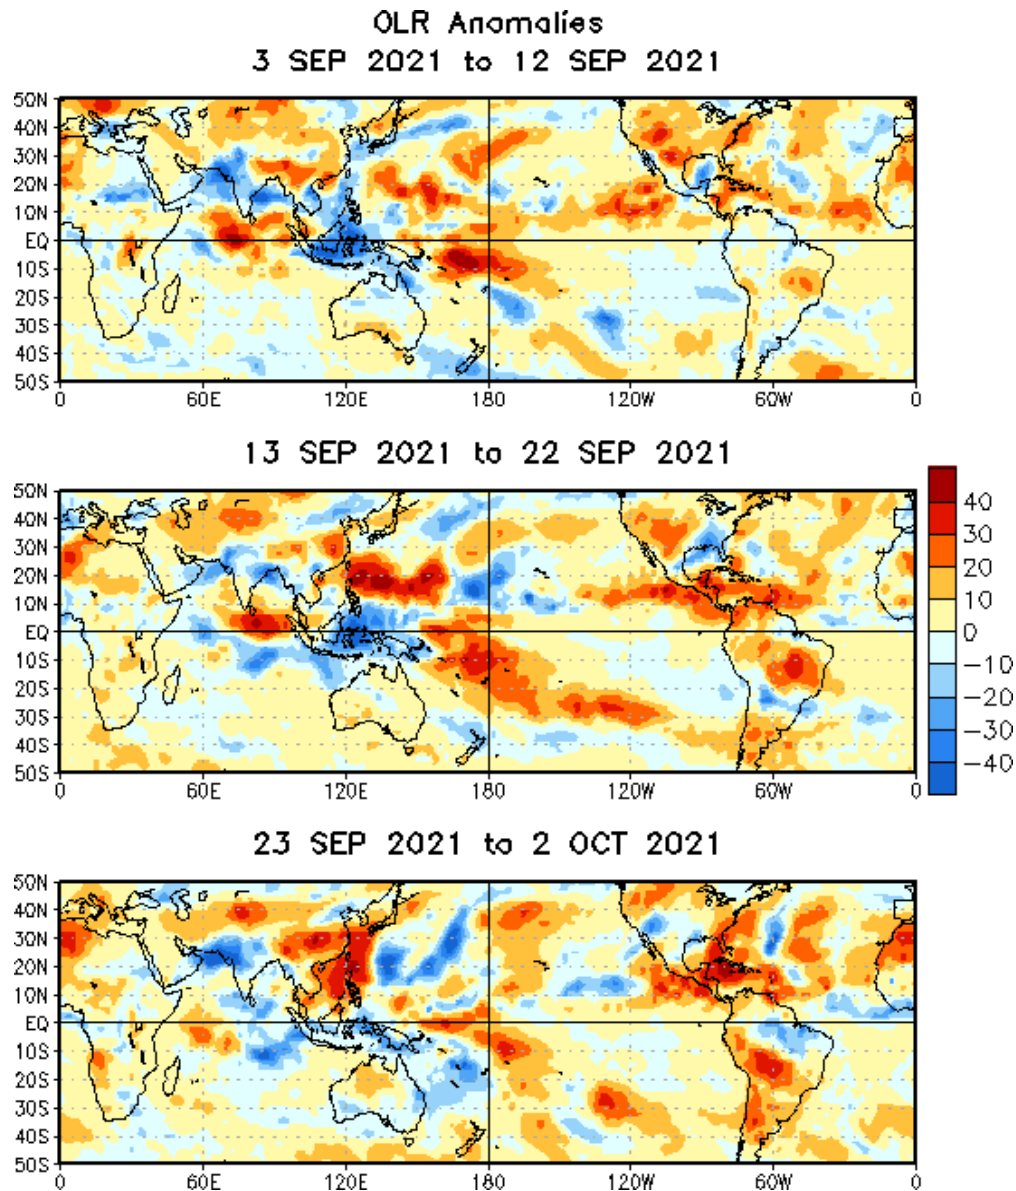 OLR Anomalies
3 SEP 2021 to 12 SEP 2021
50N
40N
30N
20N
10N
EQ
10S
20S
30S
40S
50S
0 60E 120E 180 120W 60W 0
13 SEP 2021 to 22 SEP 2021
50N
40N
30N
20N
10N
EQ
10S
20S
30S
40S
50S
0 60E 120E 180 120W 60W 0
40
30
20
10
0
−10
−20
−30
−40
23 SEP 2021 to 2 OCT 2021
50N
40N
30N
20N
10N
EQ
10S
20S
30S
40S
50S
0 60E 120E 180 120W 60W 0